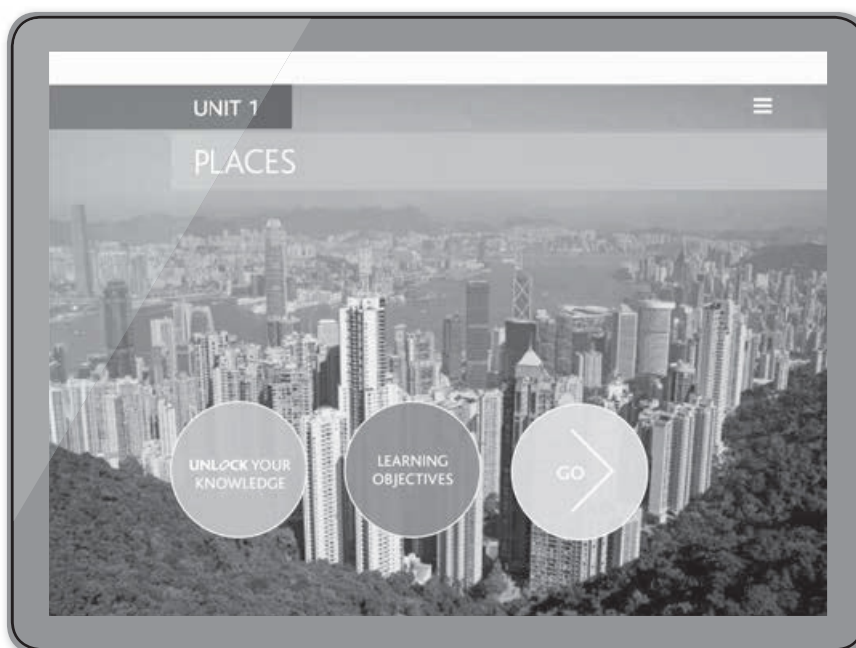 UNIT 1
PLACES
UNLOCK YOUR
KNOWLEDGE
LEARNING
OBJECTIVES
GO